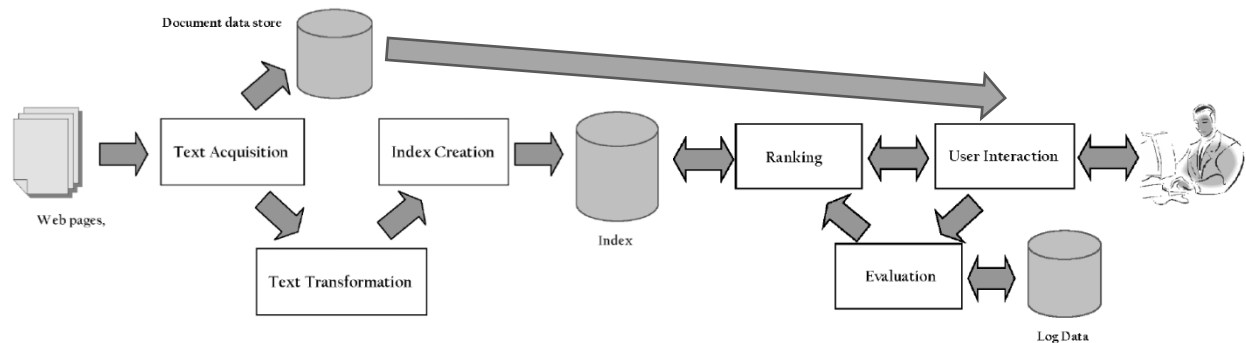 Document data store
Text Acquisition
Index Creation
Ranking
User Interaction
Web pages,
Index
Text Transformation
Evaluation
Log Data